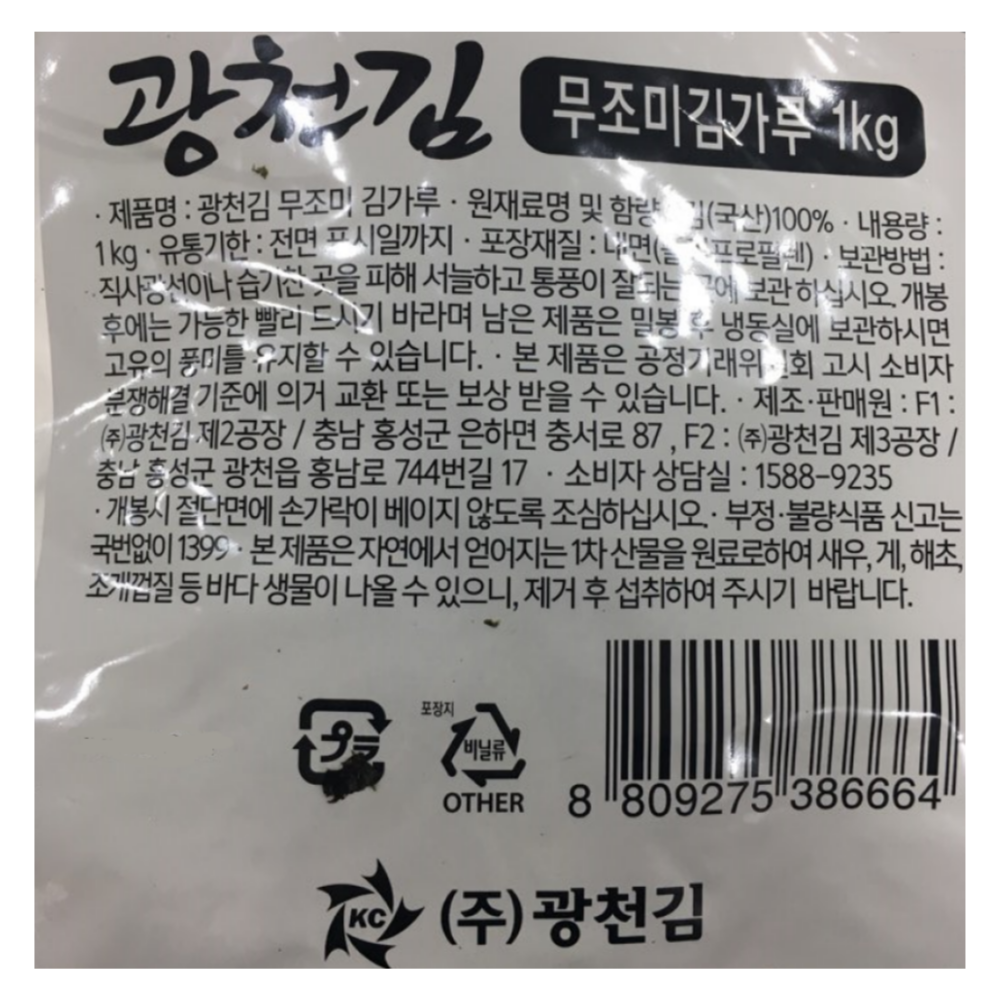 광천김 무조미김가루 1kg
· 제품명 : 광천김 무조미 김가루 · 원재료명 및 함량 김(국산)100% · 내용량 :
1kg · 유통기한 : 전면 표시일까지 · 포장재질 : 내면(프로필렌) · 보관방법 :
직사광선이나 습기찬 곳을 피해 서늘하고 통풍이 잘되는 곳에 보관 하십시오. 개봉
후에는 가능한 빨리 드시기 바라며 남은 제품은 밀봉 후 냉동실에 보관하시면
고유의 풍미를 유지할 수 있습니다. · 본 제품은 공정거래위원회 고시 소비자
분쟁해결 기준에 의거 교환 또는 보상 받을 수 있습니다. · 제조·판매원 : F1 :
(주)광천김 제2공장 / 충남 홍성군 은하면 충서로 87 , F2 : (주)광천김 제3공장 /
충남 홍성군 광천읍 홍남로 744번길 17 · 소비자 상담실 : 1588-9235
· 개봉시 절단면에 손가락이 베이지 않도록 조심하십시오. · 부정·불량식품 신고는
국번없이 1399 · 본 제품은 자연에서 얻어지는 1차 산물을 원료로하여 새우, 게, 해초,
조개껍질 등 바다 생물이 나올 수 있으니, 제거 후 섭취하여 주시기 바랍니다.
プラ
포장지
비닐류
OTHER
8 809275 386664
KC (주)광천김